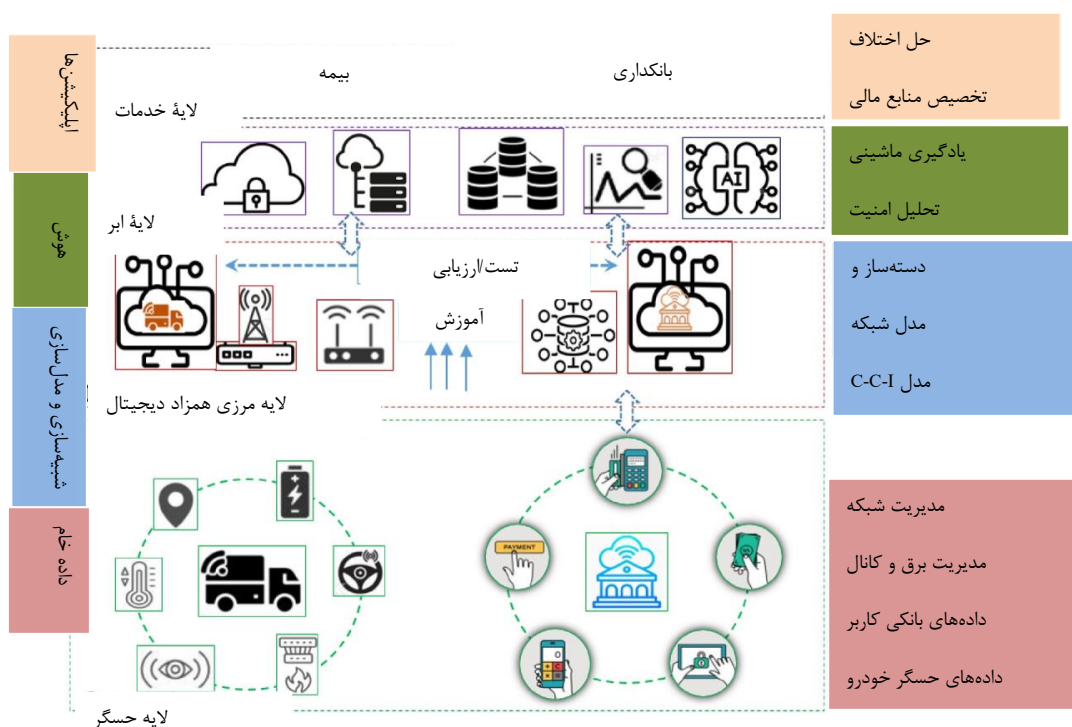 حل اختلاف
تخصیص منابع مالی
اپلیکیشن‌ها
بانکداری
بیمه
لایهٔ خدمات
یادگیری ماشینی
تحلیل امنیت
هوش
AI
لایهٔ ابر
دسته‌ساز و
مدل شبکه
مدل C-C-I
تست/ارزیابی
آموزش
شبیه‌سازی و مدل‌سازی
لایه مرزی همزاد دیجیتال
مدیریت شبکه
مدیریت برق و کانال
داده‌های بانکی کاربر
داده‌های حسگر خودرو
داده خام
PAYMENT
لایه حسگر